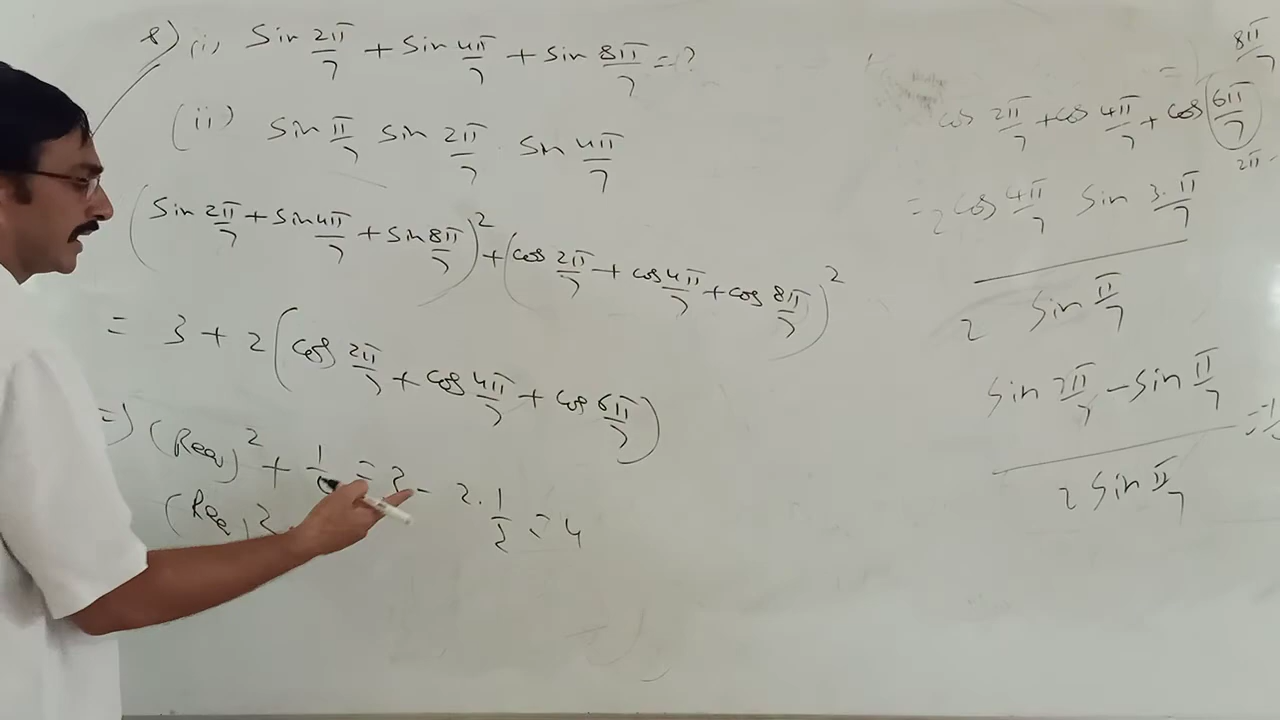 8) (i) Sin 2π/7 + Sin 4π/7 + Sin 8π/7 = ?
(ii) Sin π/7 Sin 2π/7 . Sin 4π/7
(Sin 2π/7 + Sin 4π/7 + Sin 8π/7)² + (Cos 2π/7 + Cos 4π/7 + Cos 8π/7)²
= 3 + 2 (Cos 2π/7 + Cos 4π/7 + Cos 6π/7)
=) (Req)² + 1/ = 3 - 2. 1/2 = 4
(Req)²
= 8π/7
Cos 2π/7 + Cos 4π/7 + Cos 6π/7
2π -
= 2 Cos 4π/7 Sin 3.π/7
2 Sin π/7
Sin 2π/7 - Sin π/7
2 Sin π/7